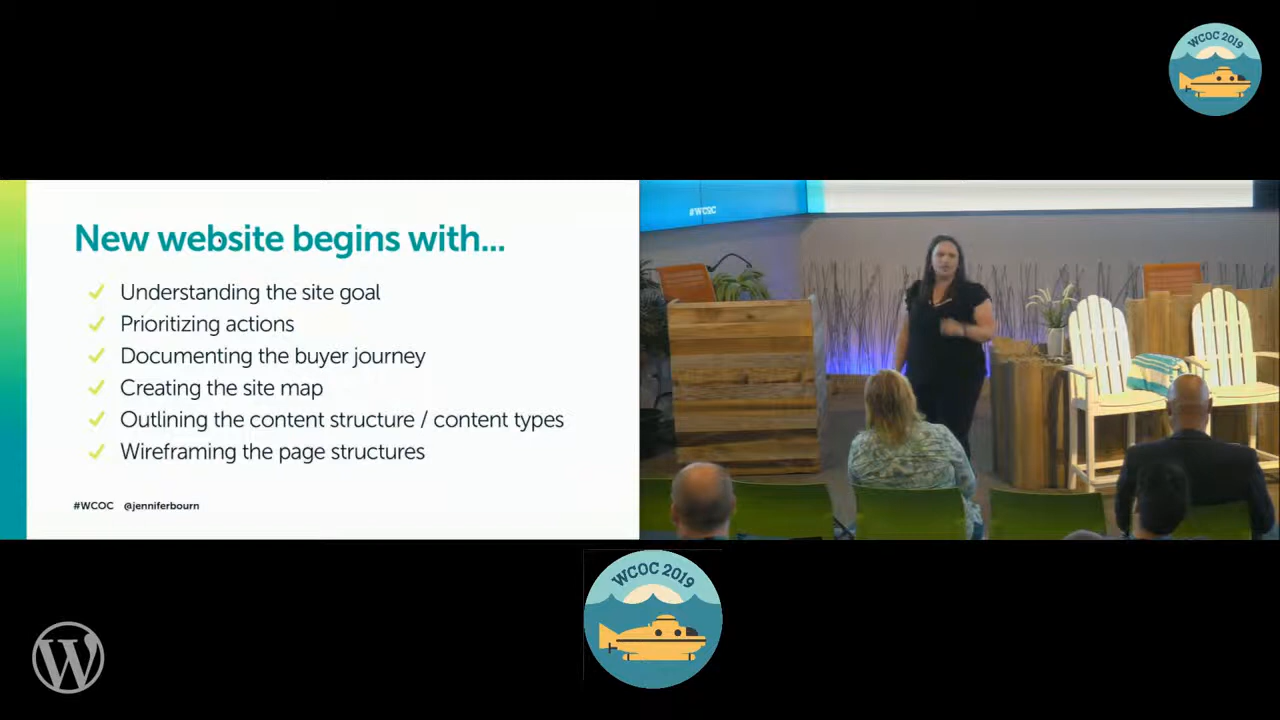 WCOC 2019
New website begins with...
Understanding the site goal
Prioritizing actions
Documenting the buyer journey
Creating the site map
Outlining the content structure / content types
Wireframing the page structures
#WCOC @jenniferbourn
#WCOC
WCOC 2019
W